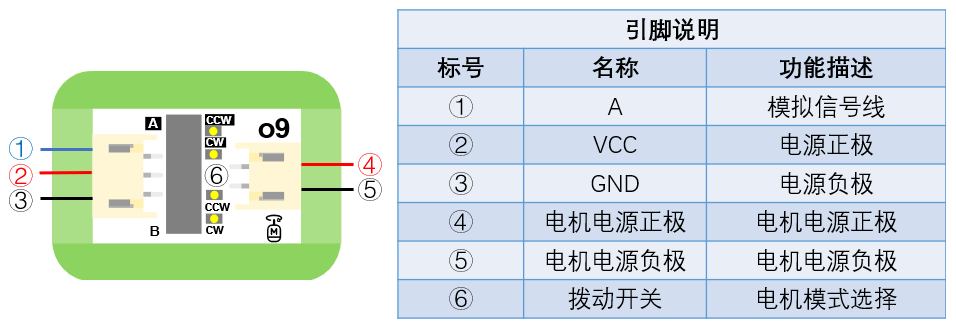 A
CCW
CW
o9
①
②
③
④
⑤
⑥
B
CCW
CW
M
引脚说明
标号 名称 功能描述
① A 模拟信号线
② VCC 电源正极
③ GND 电源负极
④ 电机电源正极 电机电源正极
⑤ 电机电源负极 电机电源负极
⑥ 拨动开关 电机模式选择